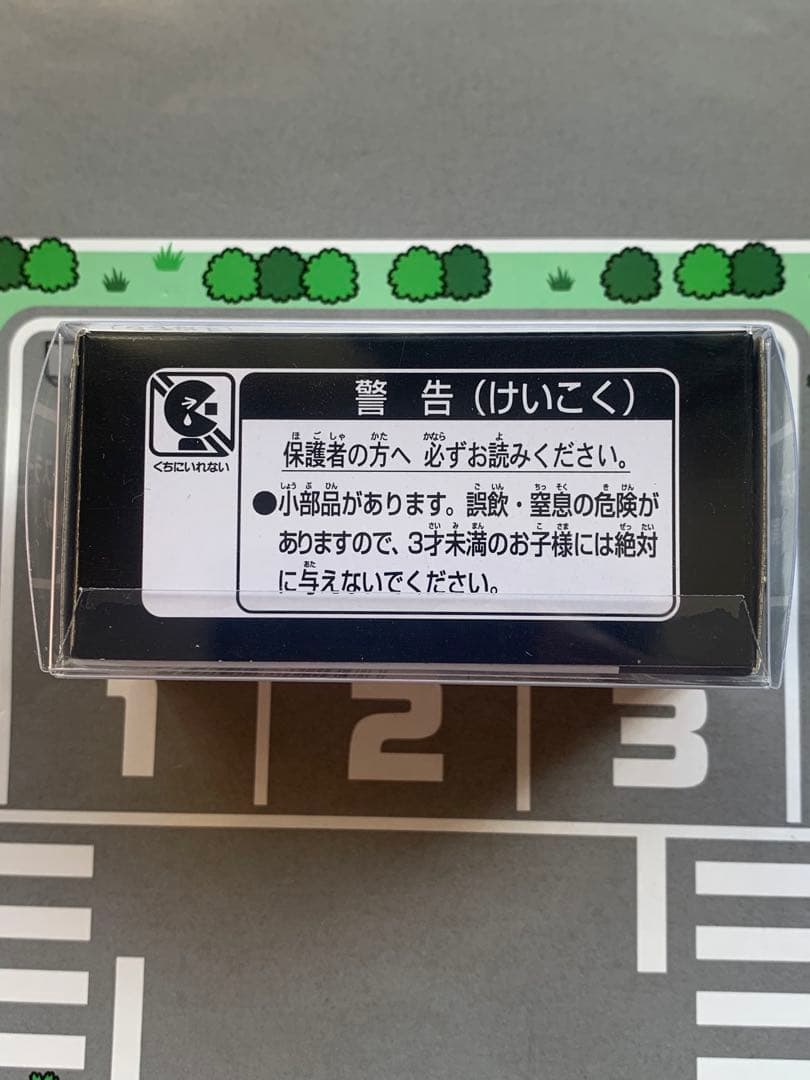 警 告（けいこく）
くちにいれない
保護者の方へ 必ずお読みください。
●小部品があります。誤飲・窒息の危険が
ありますので、3才未満のお子様には絶対
に与えないでください。
1 2 3